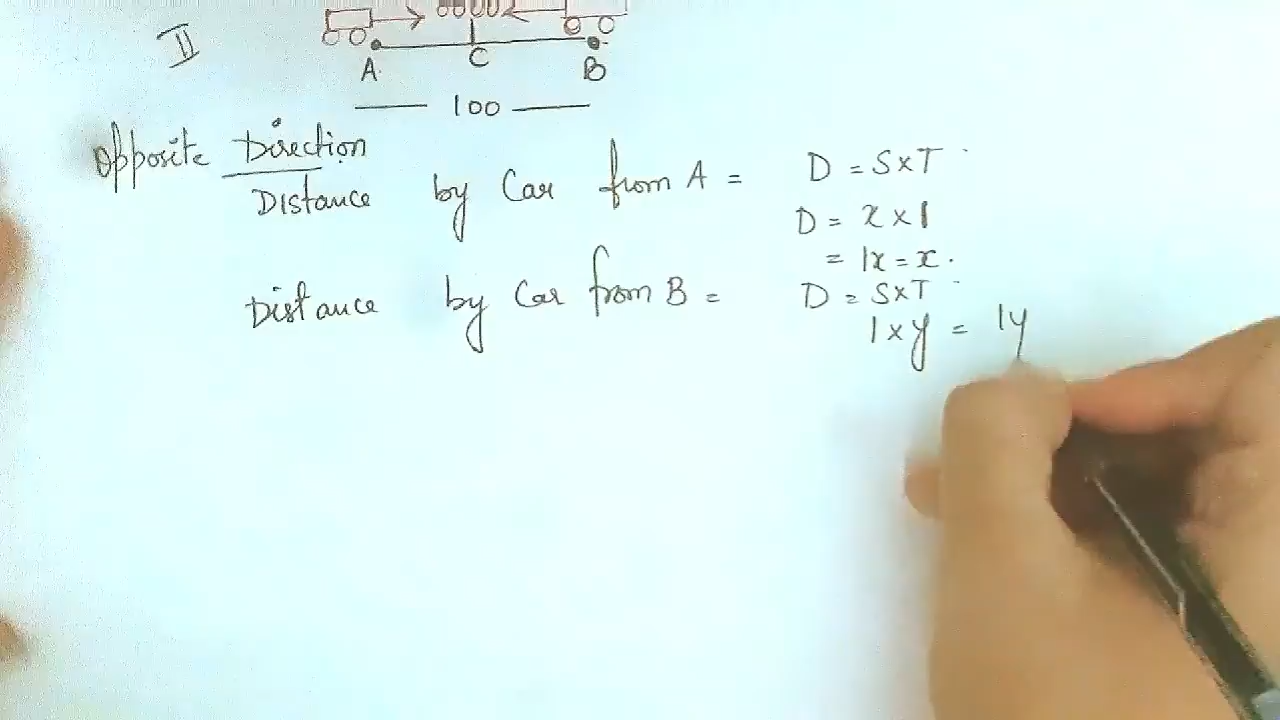 II
A C B
100
Opposite Direction
Distance by Car from A = D = S×T
D = x × 1
= 1x = x.
Distance by Car from B = D = S×T
1 × y = 1y